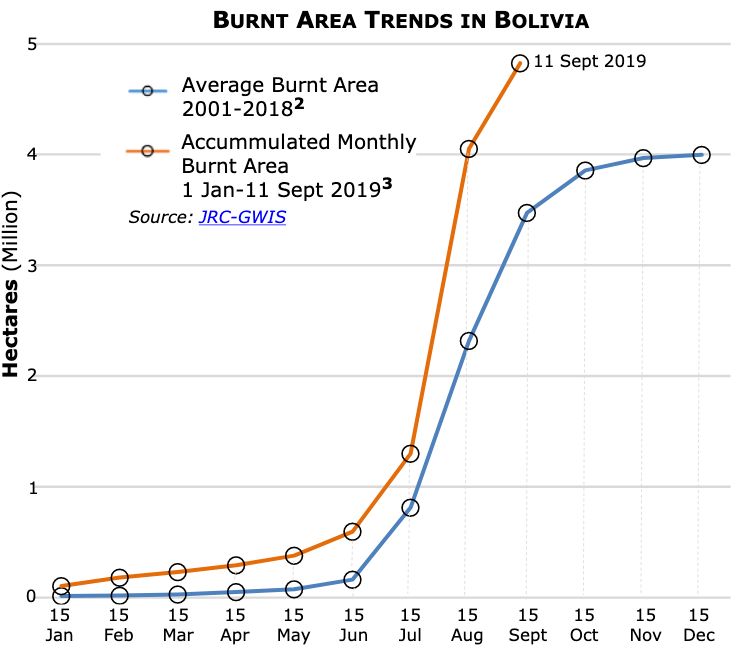 BURNT AREA TRENDS IN BOLIVIA
5
11 Sept 2019
Average Burnt Area
2001-2018²
Accummulated Monthly
Burnt Area
1 Jan-11 Sept 2019³
Source: JRC-GWIS
4
3
2
1
0
Hectares (Million)
15 15 15 15 15 15 15 15 15 15 15 15
Jan Feb Mar Apr May Jun Jul Aug Sept Oct Nov Dec